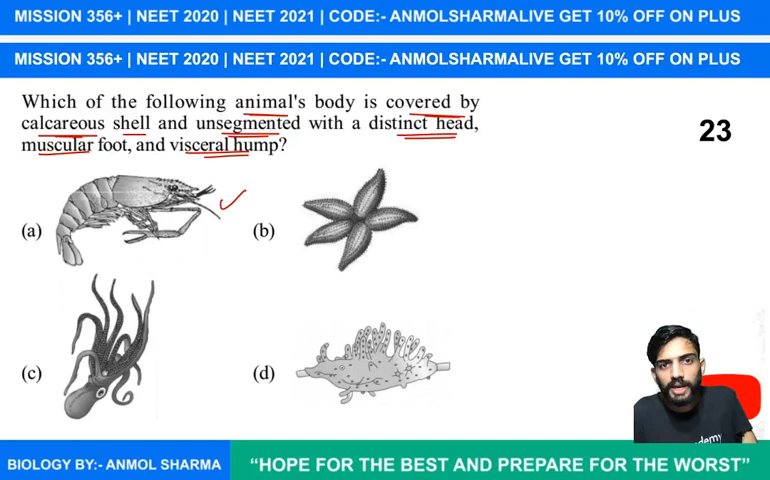 MISSION 356+ | NEET 2020 | NEET 2021 | CODE:- ANMOLSHARMALIVE GET 10% OFF ON PLUS
MISSION 356+ | NEET 2020 | NEET 2021 | CODE:- ANMOLSHARMALIVE GET 10% OFF ON PLUS
Which of the following animal's body is covered by
calcareous shell and unsegmented with a distinct head,
muscular foot, and visceral hump?
23
(a)
(b)
(c)
(d)
BIOLOGY BY:- ANMOL SHARMA
“HOPE FOR THE BEST AND PREPARE FOR THE WORST”